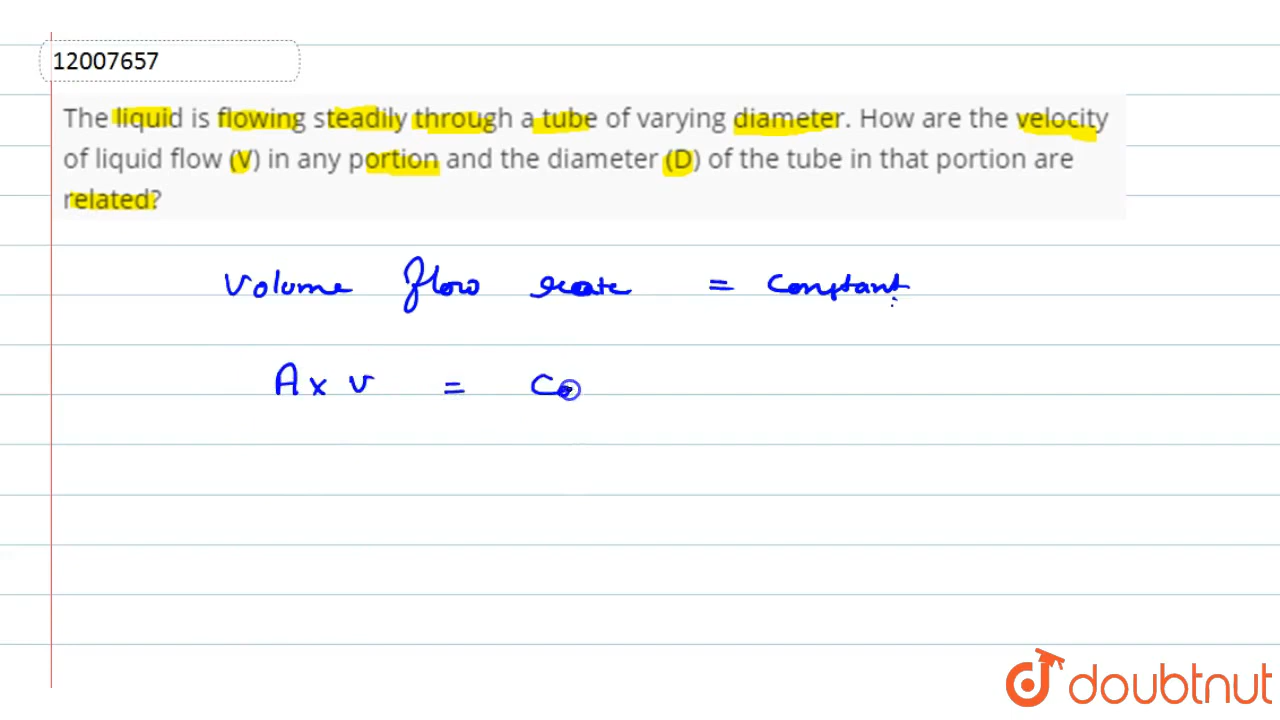 12007657
The liquid is flowing steadily through a tube of varying diameter. How are the velocity
of liquid flow (V) in any portion and the diameter (D) of the tube in that portion are
related?
Volume flow rate = constant
A x v = Co
doubtnut